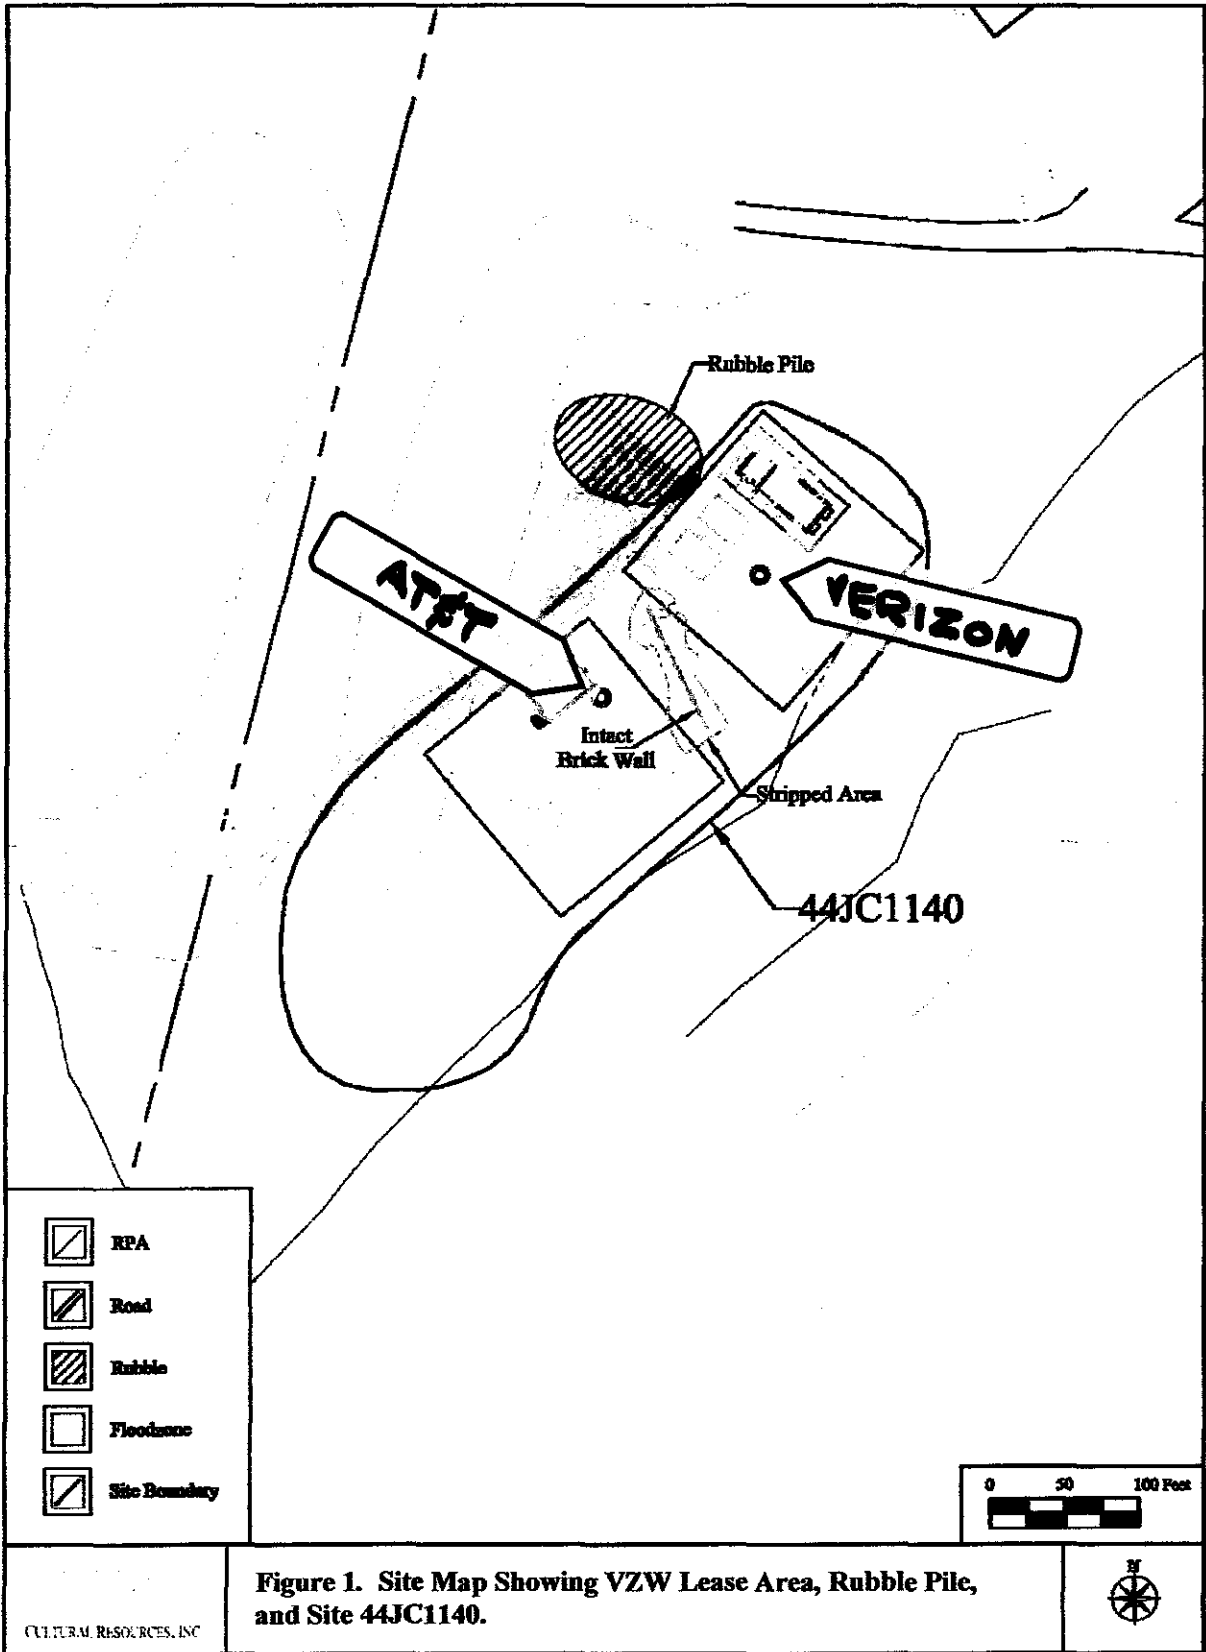 Rubble Pile
AT&T
VERIZON
Intact
Brick Wall
Stripped Area
44JC1140
RPA
Road
Rubble
Floodzone
Site Boundary
0 50 100 Feet
Figure 1. Site Map Showing VZW Lease Area, Rubble Pile,
and Site 44JC1140.
N
CULTURAL RESOURCES, INC